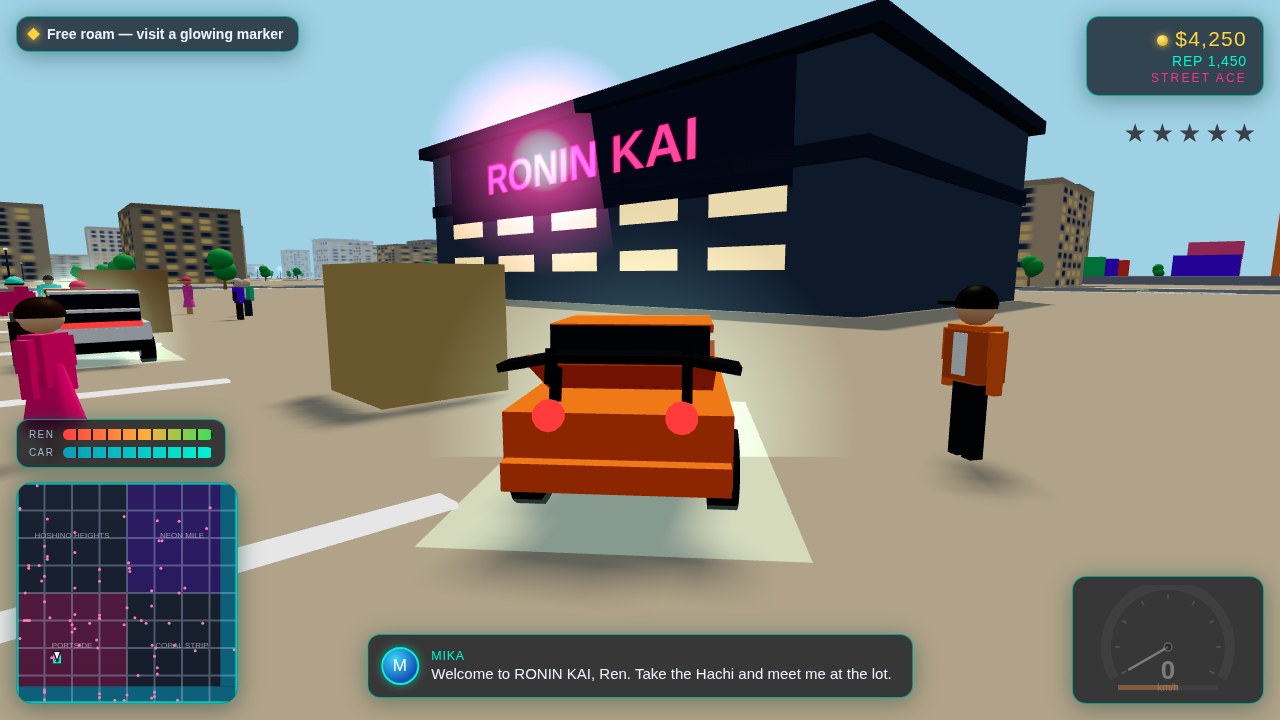 Free roam — visit a glowing marker
$4,250
REP 1,450
STREET ACE
RONIN KAI
REN
CAR
HOSHINO HEIGHTS
NEON MILE
PORTSIDE
CORAL STRIP
M
MIKA
Welcome to RONIN KAI, Ren. Take the Hachi and meet me at the lot.
0
km/h